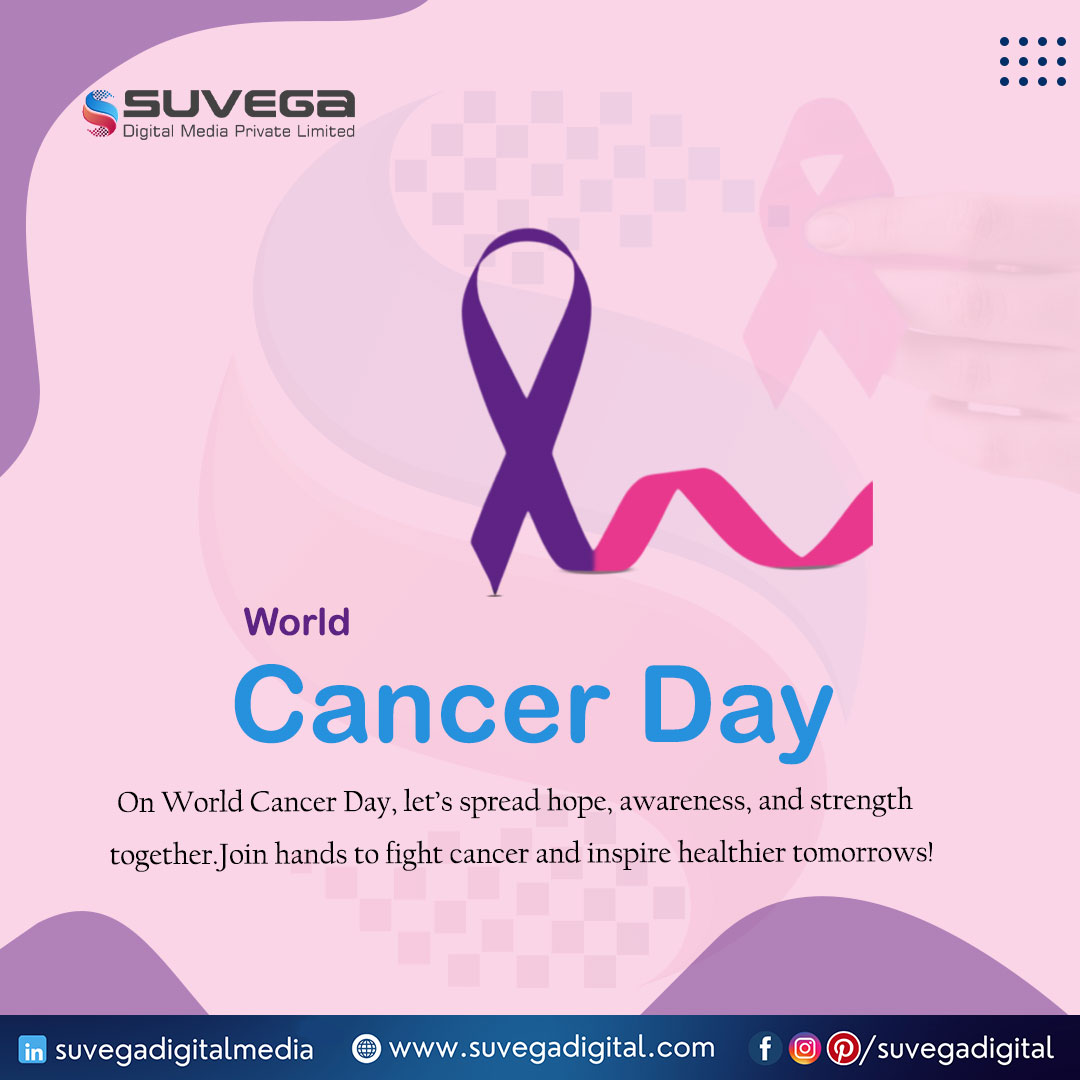 SUVEGA
Digital Media Private Limited
World
Cancer Day
On World Cancer Day, let's spread hope, awareness, and strength
together.Join hands to fight cancer and inspire healthier tomorrows!
in suvegadigitalmedia www.suvegadigital.com /suvegadigital